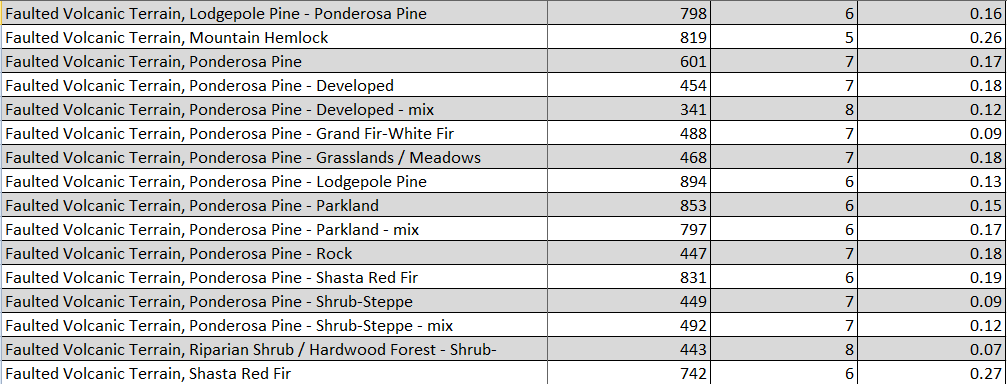 Faulted Volcanic Terrain, Lodgepole Pine - Ponderosa Pine 798 6 0.16
Faulted Volcanic Terrain, Mountain Hemlock 819 5 0.26
Faulted Volcanic Terrain, Ponderosa Pine 601 7 0.17
Faulted Volcanic Terrain, Ponderosa Pine - Developed 454 7 0.18
Faulted Volcanic Terrain, Ponderosa Pine - Developed - mix 341 8 0.12
Faulted Volcanic Terrain, Ponderosa Pine - Grand Fir-White Fir 488 7 0.09
Faulted Volcanic Terrain, Ponderosa Pine - Grasslands / Meadows 468 7 0.18
Faulted Volcanic Terrain, Ponderosa Pine - Lodgepole Pine 894 6 0.13
Faulted Volcanic Terrain, Ponderosa Pine - Parkland 853 6 0.15
Faulted Volcanic Terrain, Ponderosa Pine - Parkland - mix 797 6 0.17
Faulted Volcanic Terrain, Ponderosa Pine - Rock 447 7 0.18
Faulted Volcanic Terrain, Ponderosa Pine - Shasta Red Fir 831 6 0.19
Faulted Volcanic Terrain, Ponderosa Pine - Shrub-Steppe 449 7 0.09
Faulted Volcanic Terrain, Ponderosa Pine - Shrub-Steppe - mix 492 7 0.12
Faulted Volcanic Terrain, Riparian Shrub / Hardwood Forest - Shrub- 443 8 0.07
Faulted Volcanic Terrain, Shasta Red Fir 742 6 0.27